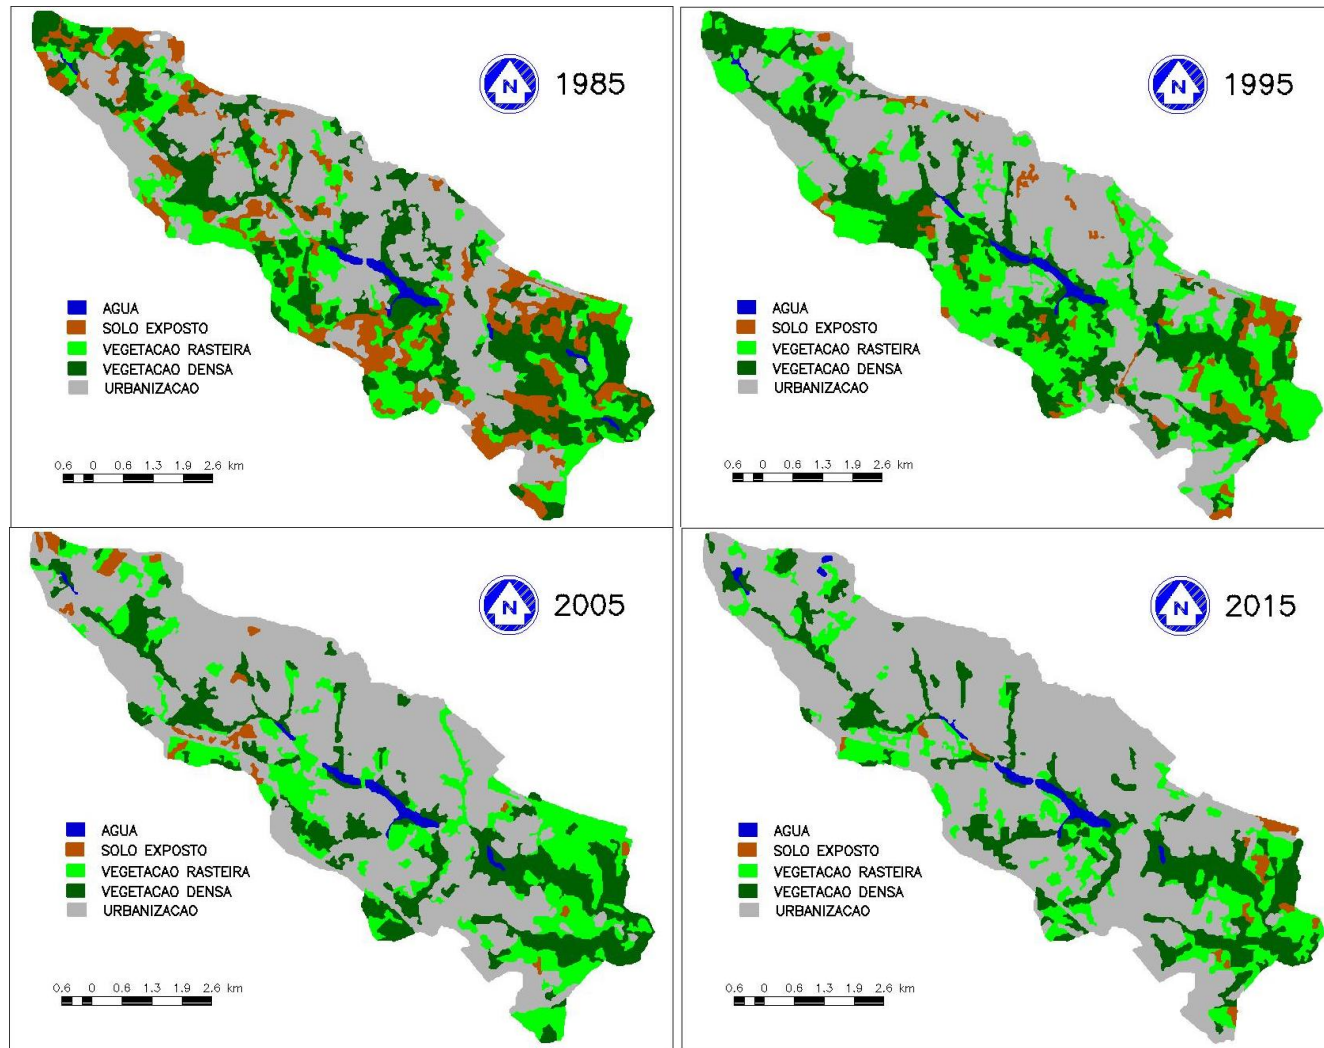 N 1985
AGUA
SOLO EXPOSTO
VEGETACAO RASTEIRA
VEGETACAO DENSA
URBANIZACAO
0.6 0 0.6 1.3 1.9 2.6 km
N 1995
AGUA
SOLO EXPOSTO
VEGETACAO RASTEIRA
VEGETACAO DENSA
URBANIZACAO
0.6 0 0.6 1.3 1.9 2.6 km
N 2005
AGUA
SOLO EXPOSTO
VEGETACAO RASTEIRA
VEGETACAO DENSA
URBANIZACAO
0.6 0 0.6 1.3 1.9 2.6 km
N 2015
AGUA
SOLO EXPOSTO
VEGETACAO RASTEIRA
VEGETACAO DENSA
URBANIZACAO
0.6 0 0.6 1.3 1.9 2.6 km